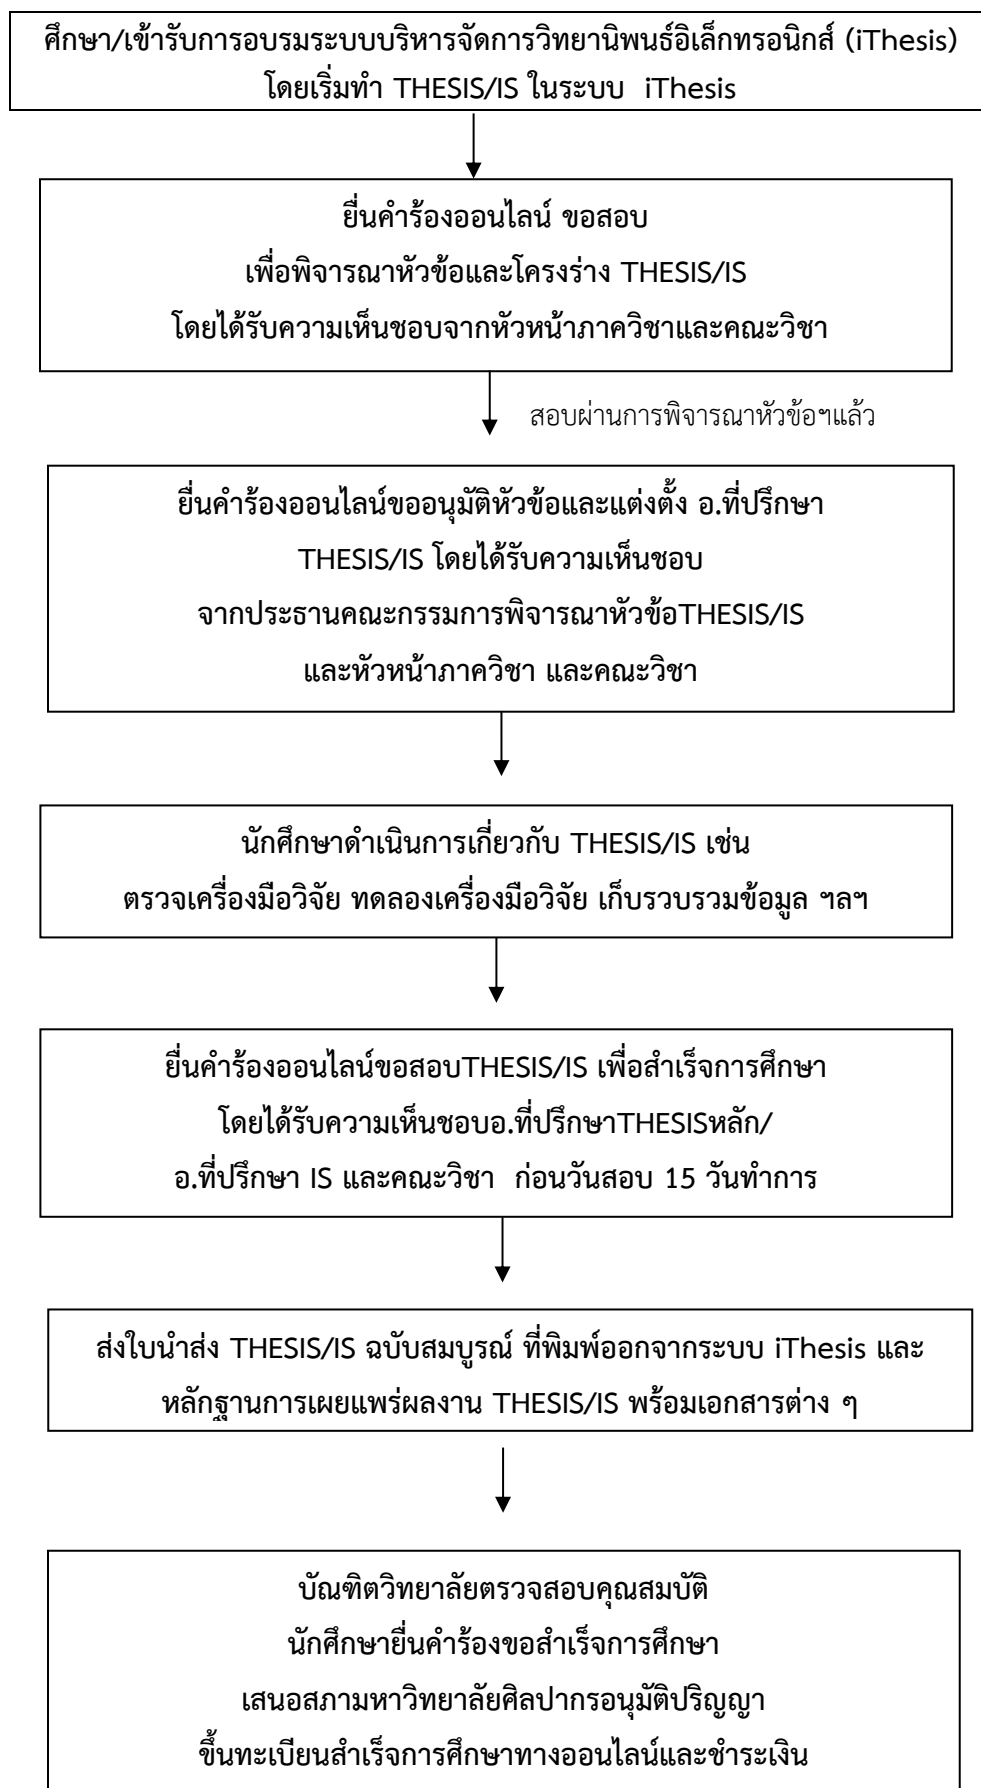 ศึกษา/เข้ารับการอบรมระบบบริหารจัดการวิทยานิพนธ์อิเล็กทรอนิกส์ (iThesis)
โดยเริ่มทำ THESIS/IS ในระบบ iThesis
ยื่นคำร้องออนไลน์ ขอสอบ
เพื่อพิจารณาหัวข้อและโครงร่าง THESIS/IS
โดยได้รับความเห็นชอบจากหัวหน้าภาควิชาและคณะวิชา
สอบผ่านการพิจารณาหัวข้อฯแล้ว
ยื่นคำร้องออนไลน์ขออนุมัติหัวข้อและแต่งตั้ง อ.ที่ปรึกษา
THESIS/IS โดยได้รับความเห็นชอบ
จากประธานคณะกรรมการพิจารณาหัวข้อTHESIS/IS
และหัวหน้าภาควิชา และคณะวิชา
นักศึกษาดำเนินการเกี่ยวกับ THESIS/IS เช่น
ตรวจเครื่องมือวิจัย ทดลองเครื่องมือวิจัย เก็บรวบรวมข้อมูล ฯลฯ
ยื่นคำร้องออนไลน์ขอสอบTHESIS/IS เพื่อสำเร็จการศึกษา
โดยได้รับความเห็นชอบอ.ที่ปรึกษาTHESISหลัก/
อ.ที่ปรึกษา IS และคณะวิชา ก่อนวันสอบ 15 วันทำการ
ส่งใบนำส่ง THESIS/IS ฉบับสมบูรณ์ ที่พิมพ์ออกจากระบบ iThesis และ
หลักฐานการเผยแพร่ผลงาน THESIS/IS พร้อมเอกสารต่าง ๆ
บัณฑิตวิทยาลัยตรวจสอบคุณสมบัติ
นักศึกษายื่นคำร้องขอสำเร็จการศึกษา
เสนอสภามหาวิทยาลัยศิลปากรอนุมัติปริญญา
ขึ้นทะเบียนสำเร็จการศึกษาทางออนไลน์และชำระเงิน